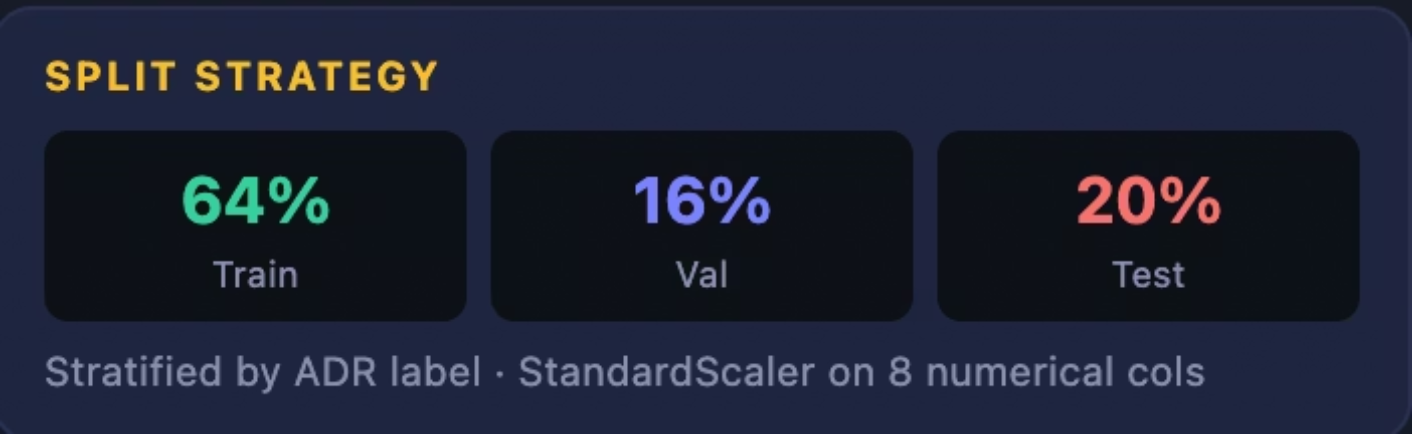 SPLIT STRATEGY
64%
Train
16%
Val
20%
Test
Stratified by ADR label · StandardScaler on 8 numerical cols